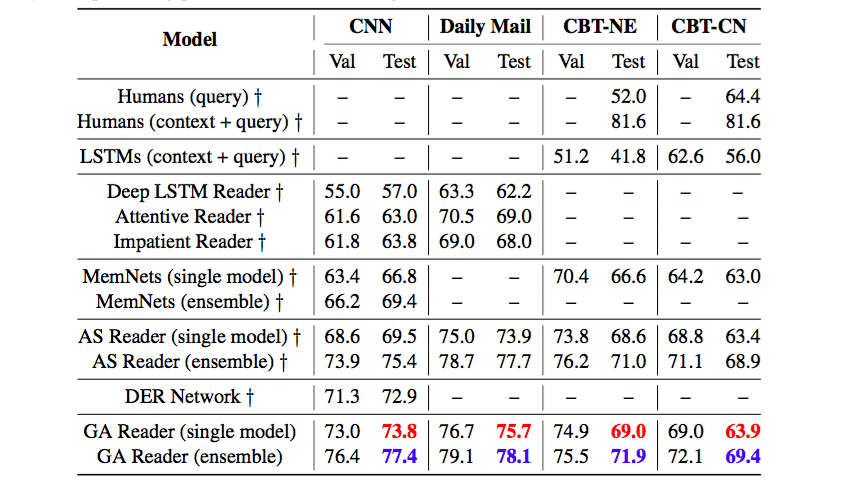 Model CNN Daily Mail CBT-NE CBT-CN
Val Test Val Test Val Test Val Test
Humans (query) † – – – – – 52.0 – 64.4
Humans (context + query) † – – – – – 81.6 – 81.6
LSTMs (context + query) † – – – – 51.2 41.8 62.6 56.0
Deep LSTM Reader † 55.0 57.0 63.3 62.2 – – – –
Attentive Reader † 61.6 63.0 70.5 69.0 – – – –
Impatient Reader † 61.8 63.8 69.0 68.0 – – – –
MemNets (single model) † 63.4 66.8 – – 70.4 66.6 64.2 63.0
MemNets (ensemble) † 66.2 69.4 – – – – – –
AS Reader (single model) † 68.6 69.5 75.0 73.9 73.8 68.6 68.8 63.4
AS Reader (ensemble) † 73.9 75.4 78.7 77.7 76.2 71.0 71.1 68.9
DER Network † 71.3 72.9 – – – – – –
GA Reader (single model) 73.0 73.8 76.7 75.7 74.9 69.0 69.0 63.9
GA Reader (ensemble) 76.4 77.4 79.1 78.1 75.5 71.9 72.1 69.4